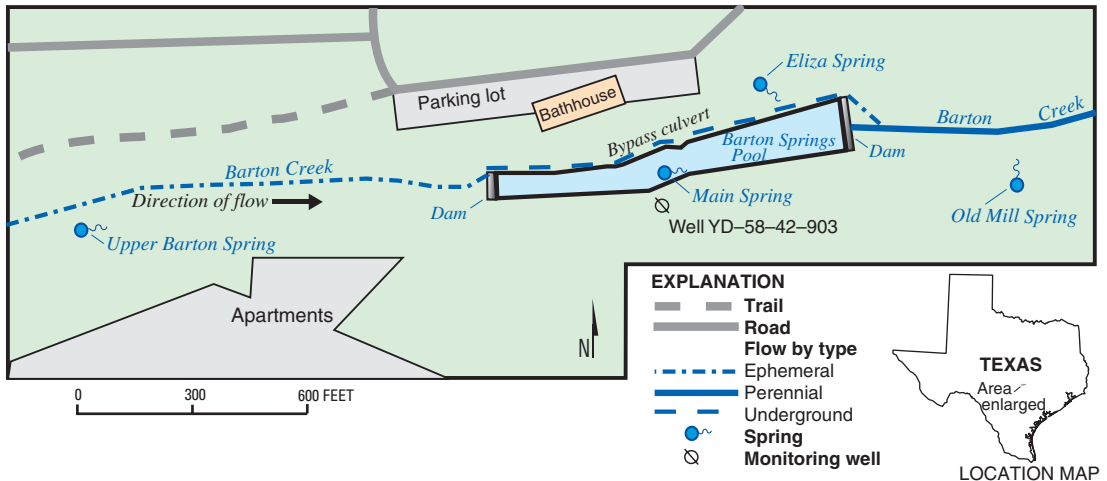 Eliza Spring
Parking lot
Bathhouse
Bypass culvert
Barton Springs
Pool
Barton
Creek
Dam
Barton Creek
Direction of flow
Dam
Main Spring
Old Mill Spring
Well YD–58–42–903
Upper Barton Spring
Apartments
N
0 300 600 FEET
EXPLANATION
Trail
Road
Flow by type
Ephemeral
Perennial
Underground
Spring
Monitoring well
TEXAS
Area
enlarged
LOCATION MAP